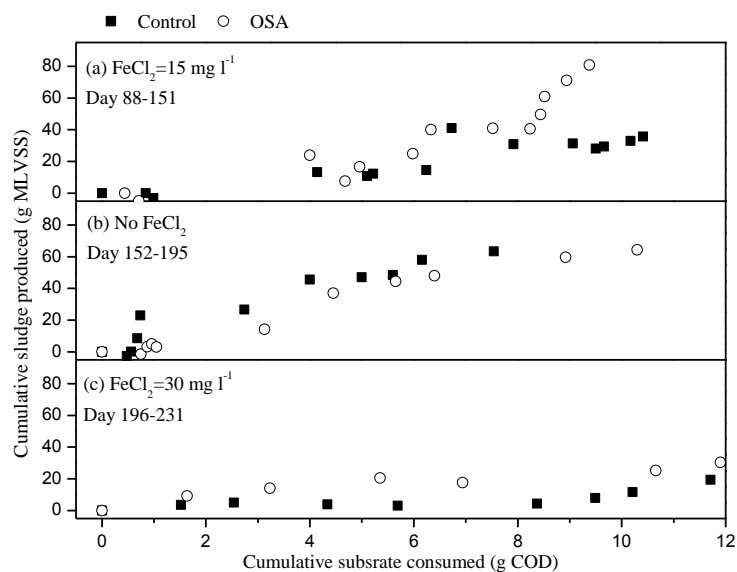 Control OSA
(a) FeCl₂=15 mg l⁻¹
Day 88-151
80
60
40
20
0
(b) No FeCl₂
Day 152-195
80
60
40
20
0
(c) FeCl₂=30 mg l⁻¹
Day 196-231
80
60
40
20
0
0 2 4 6 8 10 12
Cumulative sludge produced (g MLVSS)
Cumulative subsrate consumed (g COD)